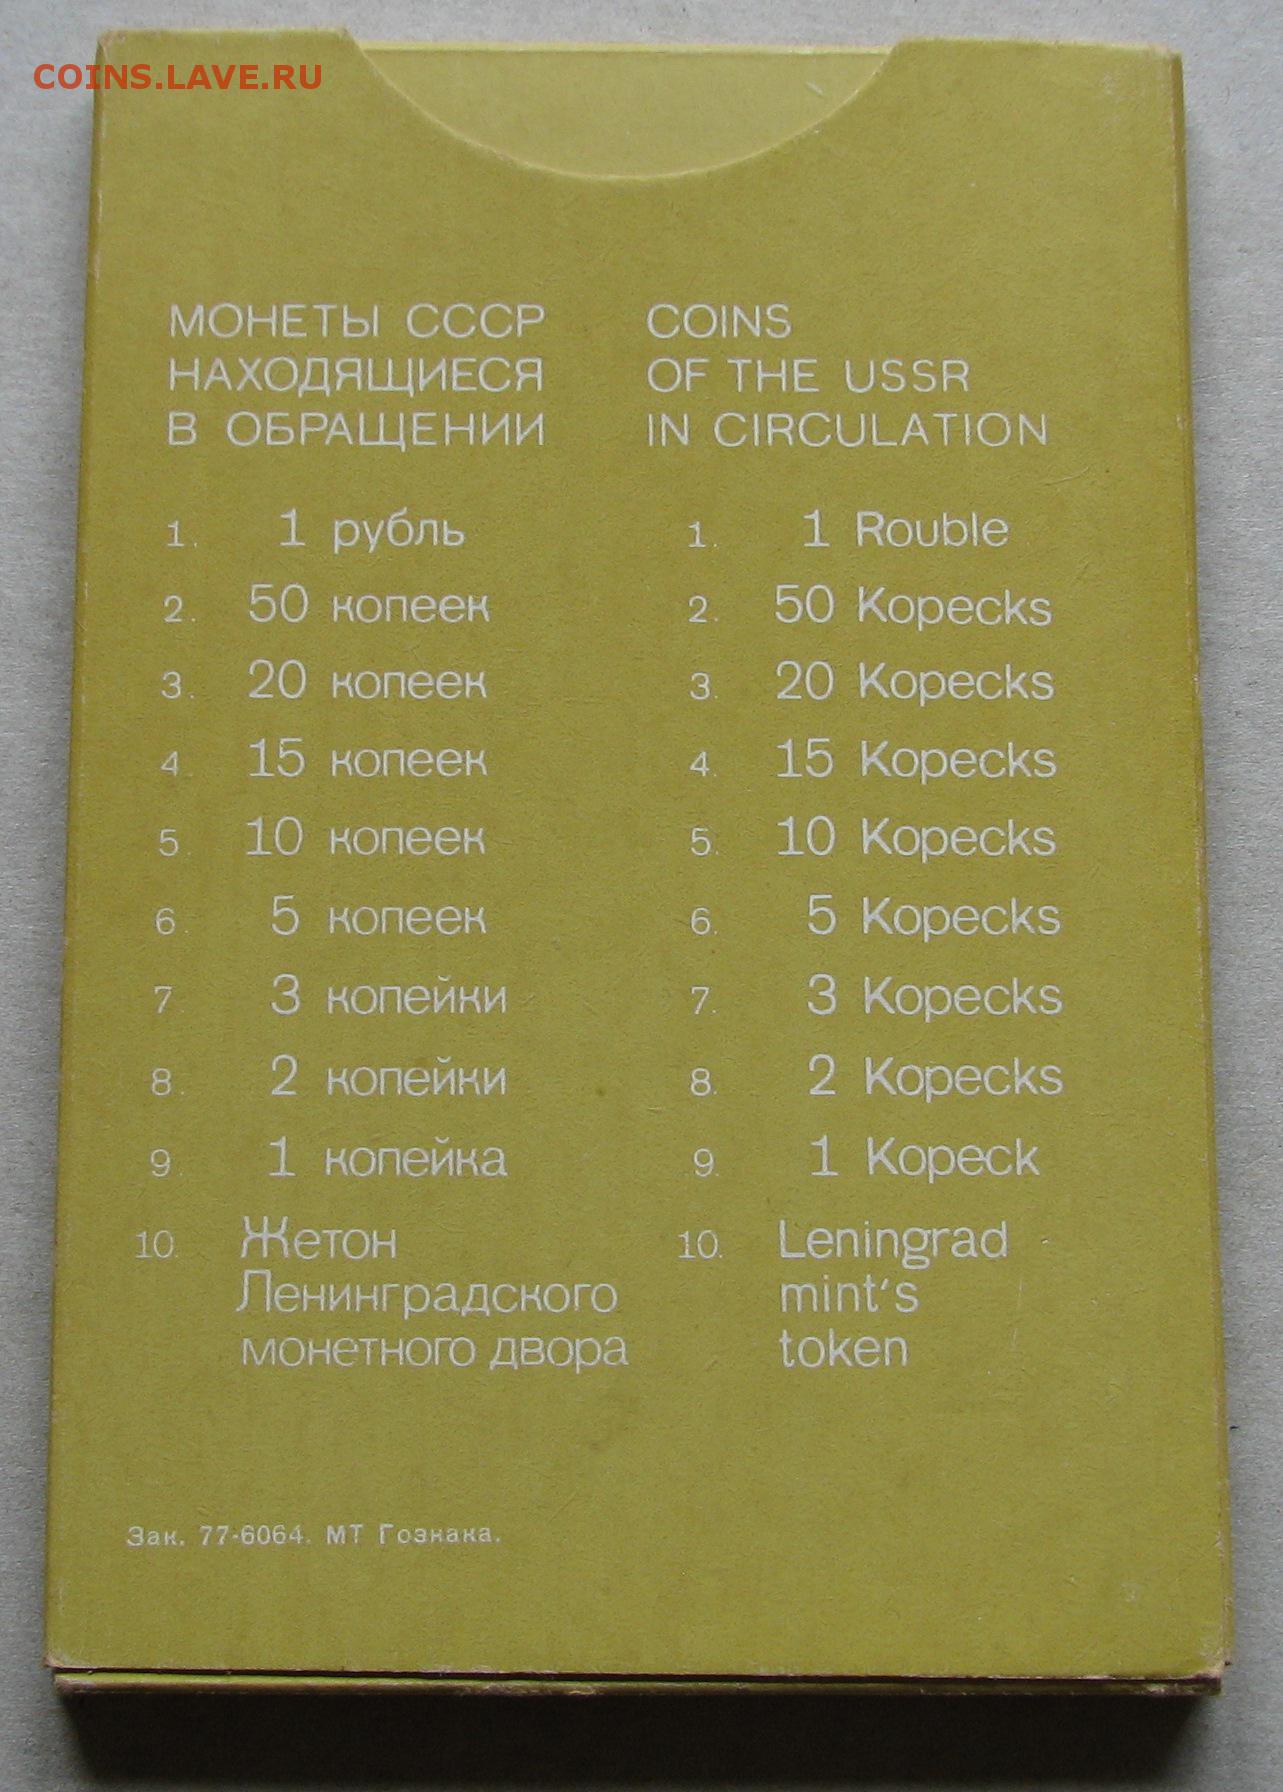 COINS.LAVE.RU
МОНЕТЫ СССР
НАХОДЯЩИЕСЯ
В ОБРАЩЕНИИ
1. 1 рубль
2. 50 копеек
3. 20 копеек
4. 15 копеек
5. 10 копеек
6. 5 копеек
7 3 копейки
8. 2 копейки
9. 1 копейка
10. Жетон
Ленинградского
монетного двора
COINS
OF THE USSR
IN CIRCULATION
1. 1 Rouble
2. 50 Kopecks
3. 20 Kopecks
4. 15 Kopecks
5. 10 Kopecks
6. 5 Kopecks
7. 3 Kopecks
8. 2 Kopecks
9. 1 Kopeck
10. Leningrad
mint's
token
Зак. 77-6064. МТ Гознака.